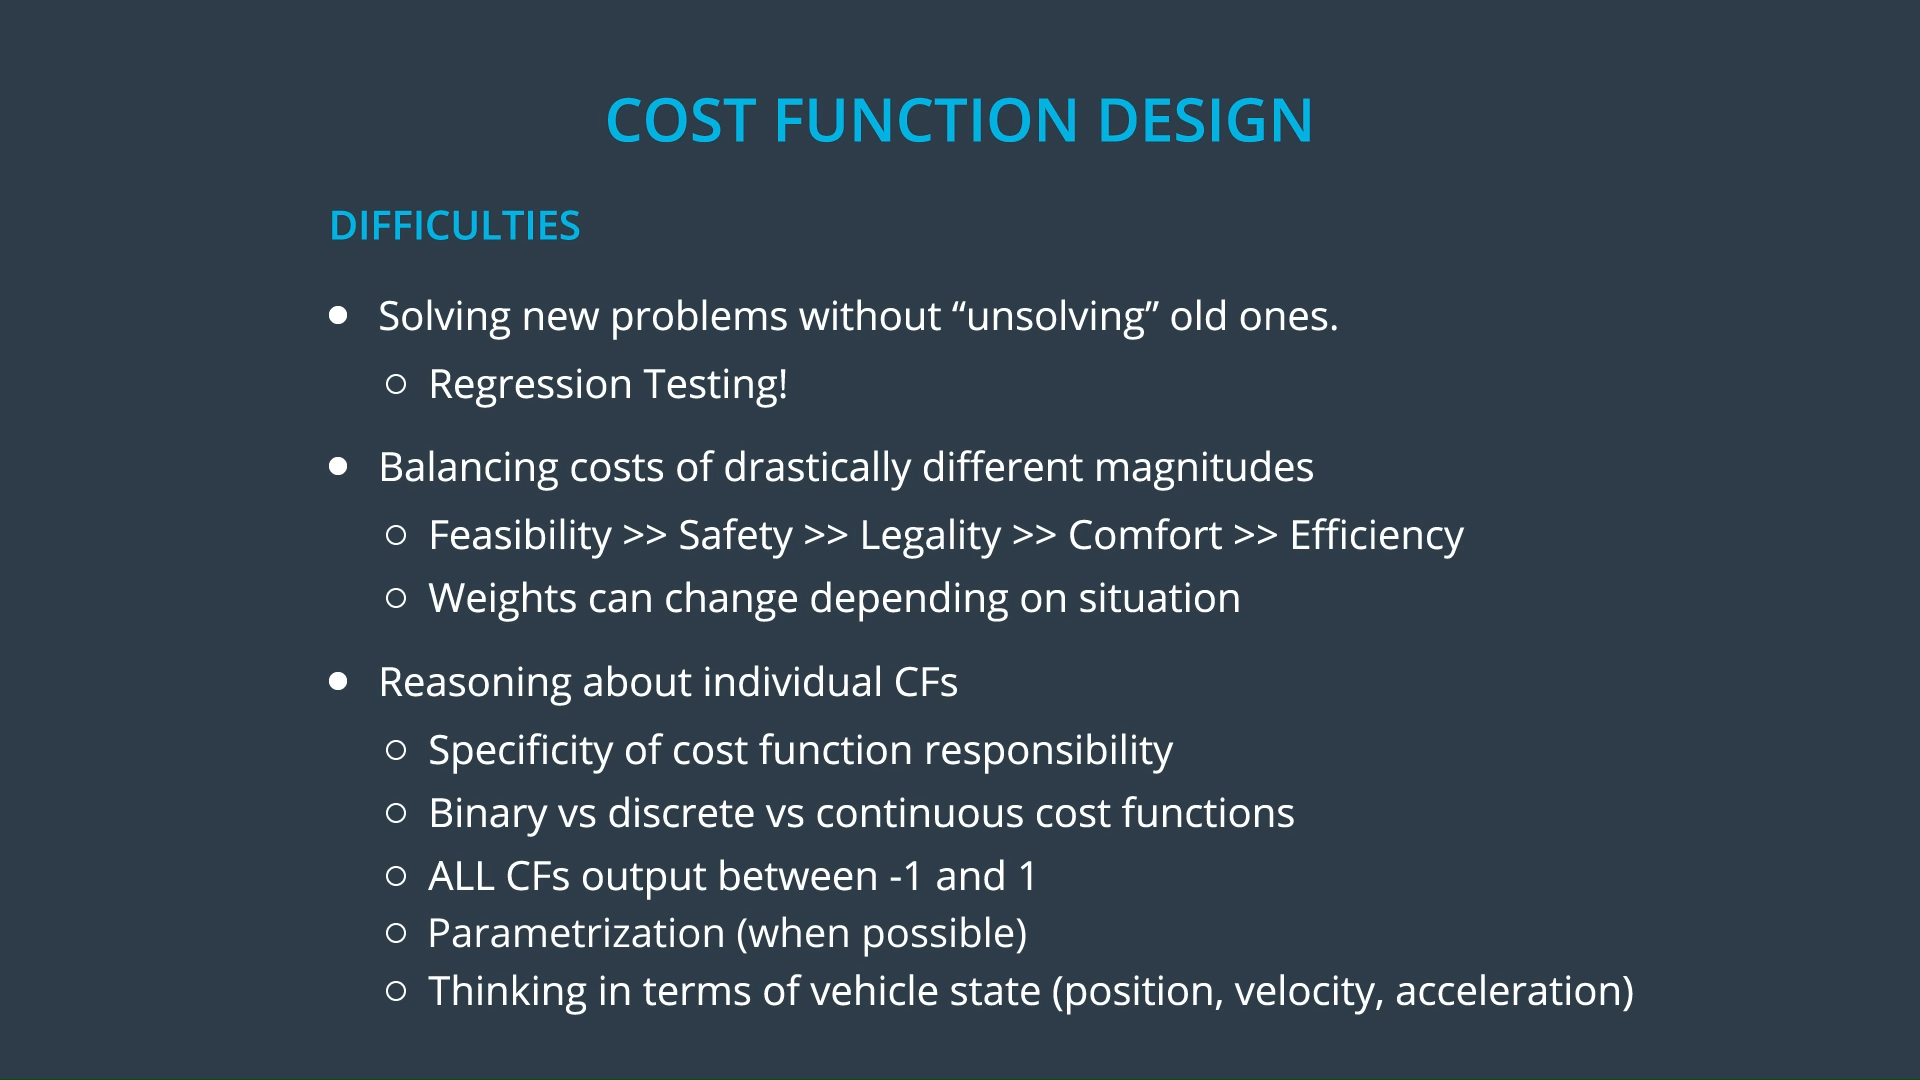 COST FUNCTION DESIGN
DIFFICULTIES
● Solving new problems without “unsolving” old ones.
○ Regression Testing!
● Balancing costs of drastically different magnitudes
○ Feasibility >> Safety >> Legality >> Comfort >> Efficiency
○ Weights can change depending on situation
● Reasoning about individual CFs
○ Specificity of cost function responsibility
○ Binary vs discrete vs continuous cost functions
○ ALL CFs output between -1 and 1
○ Parametrization (when possible)
○ Thinking in terms of vehicle state (position, velocity, acceleration)